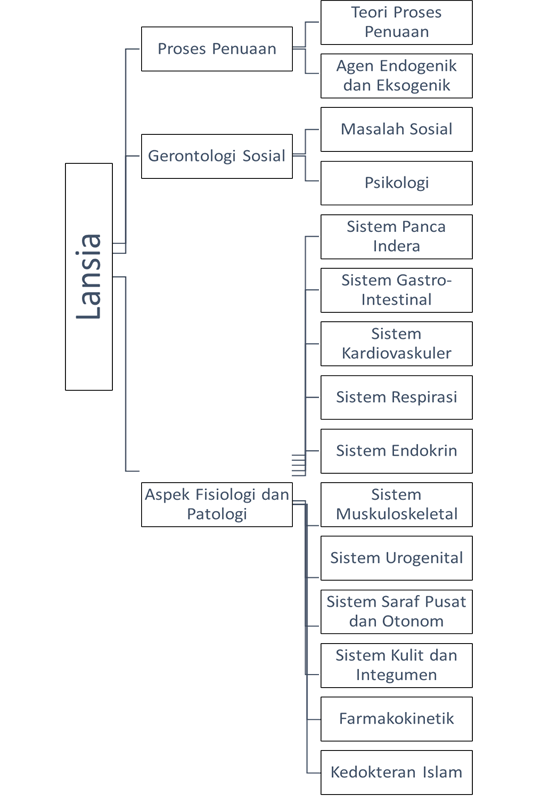 Lansia
Proses Penuaan
Teori Proses
Penuaan
Agen Endogenik
dan Eksogenik
Gerontologi Sosial
Masalah Sosial
Psikologi
Aspek Fisiologi dan
Patologi
Sistem Panca
Indera
Sistem Gastro-
Intestinal
Sistem
Kardiovaskuler
Sistem Respirasi
Sistem Endokrin
Sistem
Muskuloskeletal
Sistem Urogenital
Sistem Saraf Pusat
dan Otonom
Sistem Kulit dan
Integumen
Farmakokinetik
Kedokteran Islam